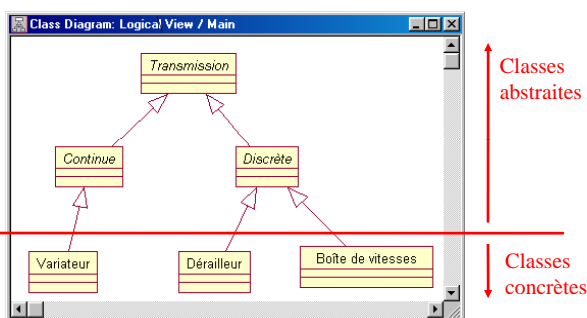 Class Diagram: Logical View / Main
Transmission
Classes
abstraites
Continue
Discrète
Variateur
Dérailleur
Boîte de vitesses
Classes
concrètes